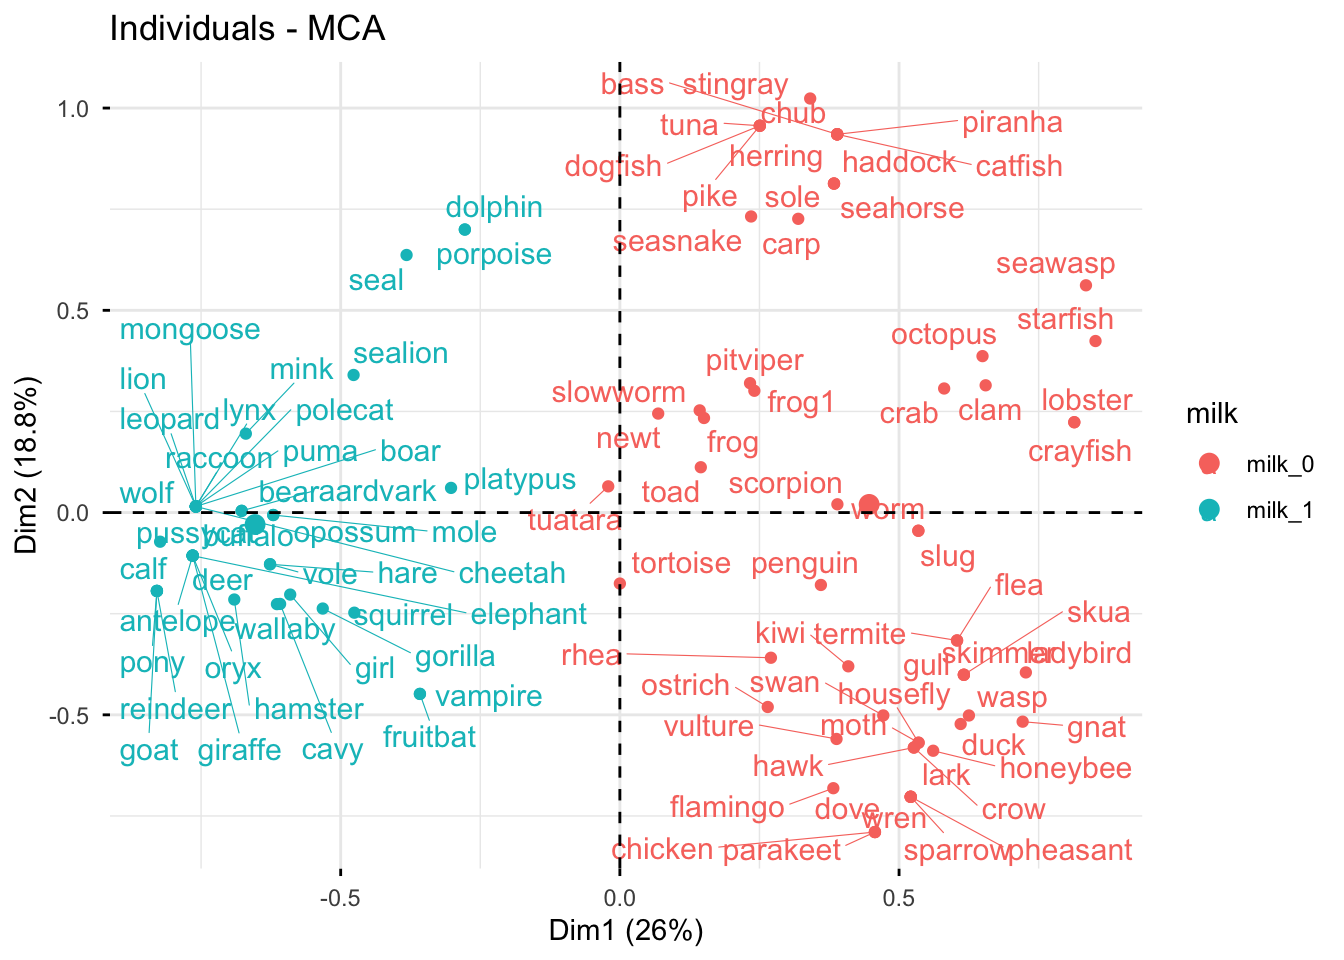 Individuals - MCA
bass stingray
chub
tuna
piranha
dogfish
herring
haddock
catfish
pike
sole
seahorse
dolphin
seasnake
carp
porpoise
seal
seawasp
starfish
mongoose
octopus
sealion
pitviper
mink
lion
slowworm
frog1
lobster
leopard
lynx
polecat
crab
clam
newt
frog
crayfish
raccoon
puma
boar
wolf
bear
aardvark
platypus
toad
scorpion
worm
tuatara
pussycat
buffalo
opossum
mole
slug
calf
deer
vole
hare
cheetah
tortoise
penguin
flea
antelope
wallaby
squirrel
elephant
skua
kiwi
termite
pony
oryx
girl
gorilla
rhea
gull
skimmer
ladybird
ostrich
swan
housefly
wasp
reindeer
hamster
vampire
vulture
moth
gnat
goat
giraffe
cavy
fruitbat
duck
hawk
lark
honeybee
flamingo
dove
wren
crow
chicken
parakeet
sparrow
pheasant
1.0
0.5
0.0
-0.5
Dim2 (18.8%)
-0.5
0.0
0.5
Dim1 (26%)
milk
milk_0
milk_1